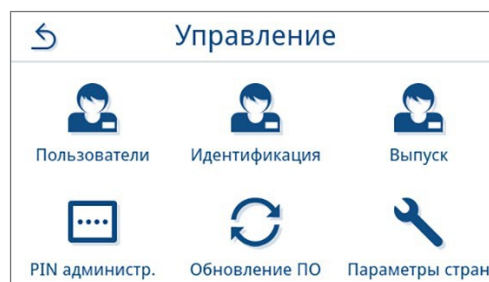 Управление
Пользователи Идентификация Выпуск
PIN администр. Обновление ПО Параметры стран